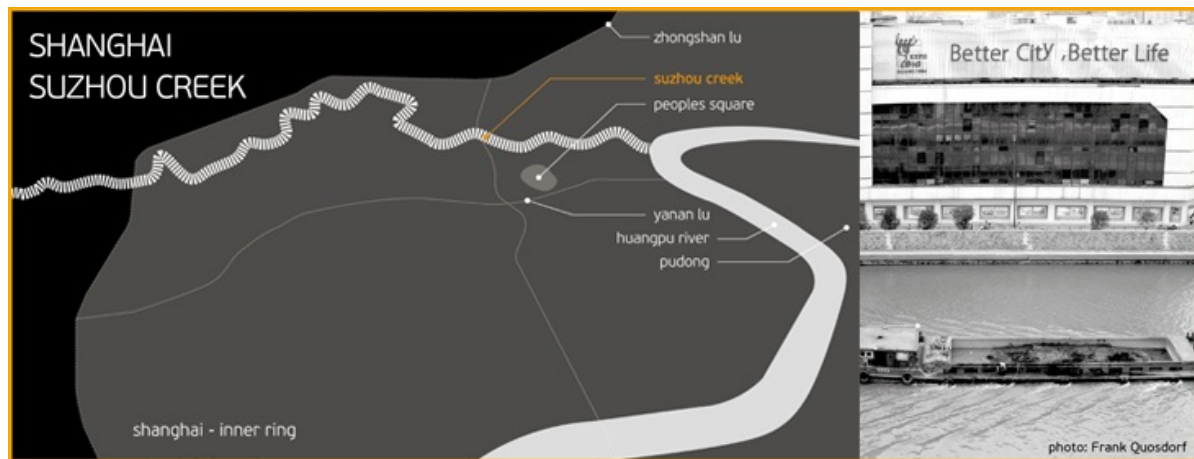 SHANGHAI
SUZHOU CREEK
zhongshan lu
suzhou creek
peoples square
yanan lu
huangpu river
pudong
shanghai - inner ring
EXPO
Better City ,Better Life
photo: Frank Quosdorf